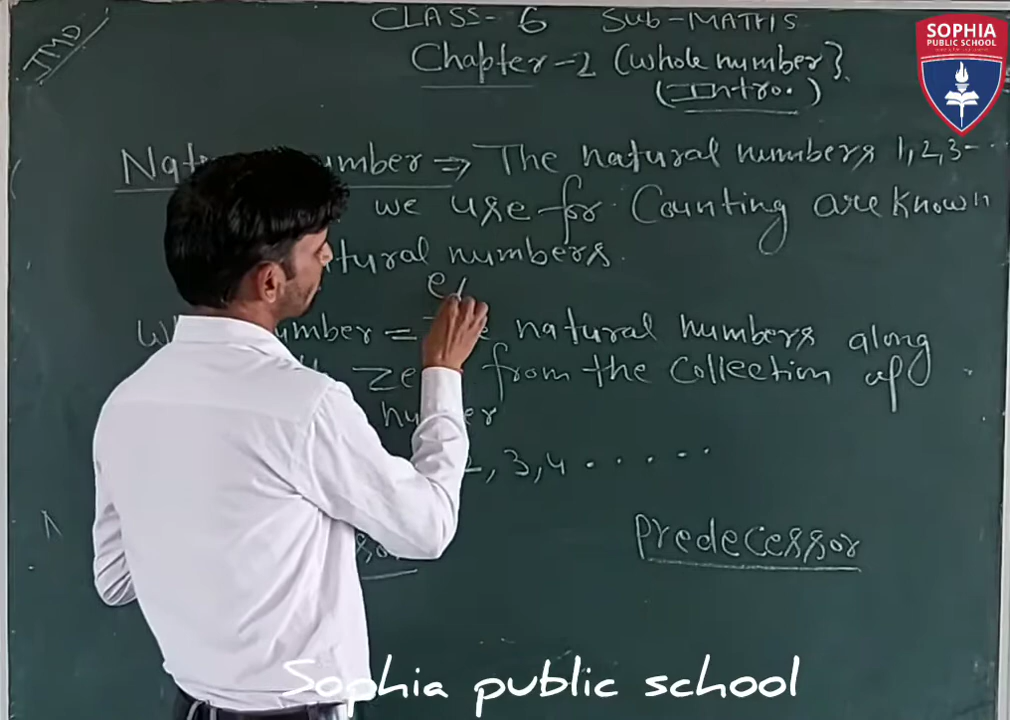 CLASS- 6 SUB-MATHS
Chapter-2 (whole number}
(Intro.)
SOPHIA
PUBLIC SCHOOL
umber => The natural numbers 1,2,3-..
we use for Counting are known
tural numbers.
umber = natural numbers along
from the Collection of
2,3,4.......
Predecessor
Sophia public school